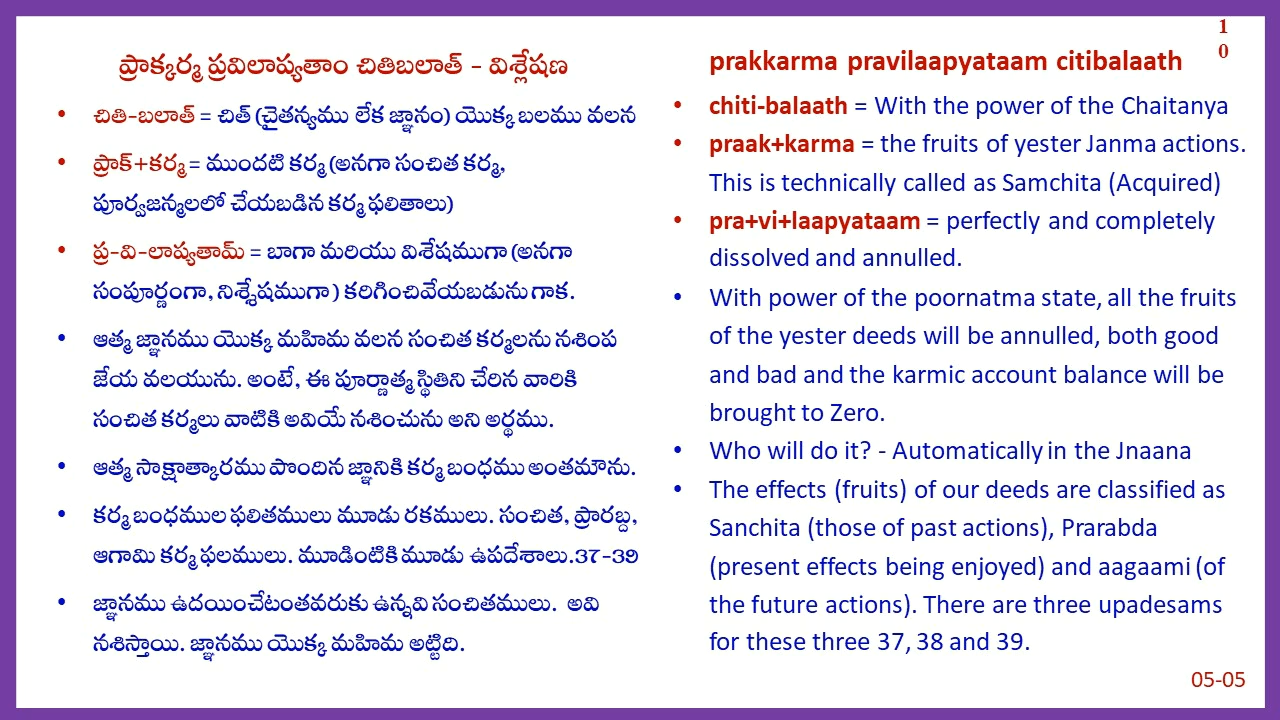 1
0
ప్రాక్కర్మ ప్రవిలాప్యతాం చితిబలాత్ - విశ్లేషణ
• చితి-బలాత్ = చిత్ (చైతన్యము లేక జ్ఞానం) యొక్క బలము వలన
• ప్రాక్+కర్మ = ముందటి కర్మ (అనగా సంచిత కర్మ,
పూర్వజన్మలలో చేయబడిన కర్మ ఫలితాలు)
• ప్ర-వి-లాప్యతామ్ = బాగా మరియు విశేషముగా (అనగా
సంపూర్ణంగా, నిశ్శేషముగా) కరిగించివేయబడును గాక.
• ఆత్మ జ్ఞానము యొక్క మహిమ వలన సంచిత కర్మలను నశింప
జేయ వలయును. అంటే, ఈ పూర్ణాత్మ స్థితిని చేరిన వారికి
సంచిత కర్మలు వాటికి అవియే నశించును అని అర్థము.
• ఆత్మ సాక్షాత్కారము పొందిన జ్ఞానికి కర్మ బంధము అంతమౌను.
• కర్మ బంధముల ఫలితములు మూడు రకములు. సంచిత, ప్రారబ్ద,
ఆగామి కర్మ ఫలములు. మూడింటికి మూడు ఉపదేశాలు.37-39
• జ్ఞానము ఉదయించేటంతవరుకు ఉన్నవి సంచితములు. అవి
నశిస్తాయి. జ్ఞానము యొక్క మహిమ అట్టిది.
prakkarma pravilaapyataam citibalaath
• chiti-balaath = With the power of the Chaitanya
• praak+karma = the fruits of yester Janma actions.
This is technically called as Samchita (Acquired)
• pra+vi+laapyataam = perfectly and completely
dissolved and annulled.
• With power of the poornatma state, all the fruits
of the yester deeds will be annulled, both good
and bad and the karmic account balance will be
brought to Zero.
• Who will do it? - Automatically in the Jnaana
• The effects (fruits) of our deeds are classified as
Sanchita (those of past actions), Prarabda
(present effects being enjoyed) and aagaami (of
the future actions). There are three upadesams
for these three 37, 38 and 39.
05-05